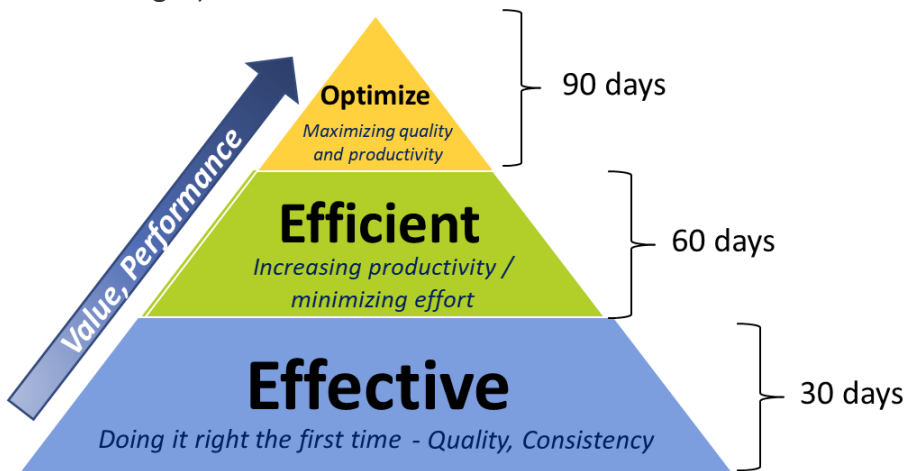 Optimize
Maximizing quality
and productivity
90 days
Value, Performance
Efficient
Increasing productivity /
minimizing effort
60 days
Effective
Doing it right the first time - Quality, Consistency
30 days